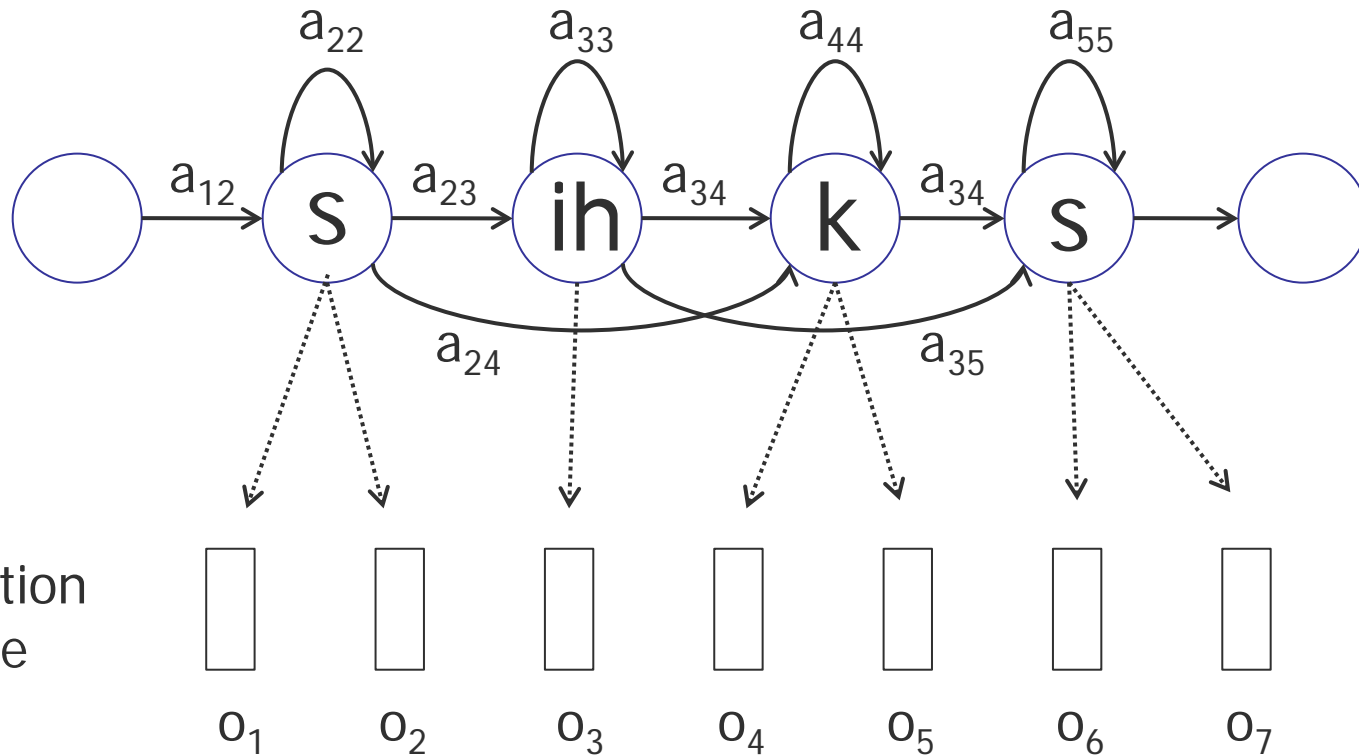 a₂₂ a₃₃ a₄₄ a₅₅
a₁₂ a₂₃ a₃₄ a₃₄
s ih k s
a₂₄ a₃₅
tion
e
o₁ o₂ o₃ o₄ o₅ o₆ o₇